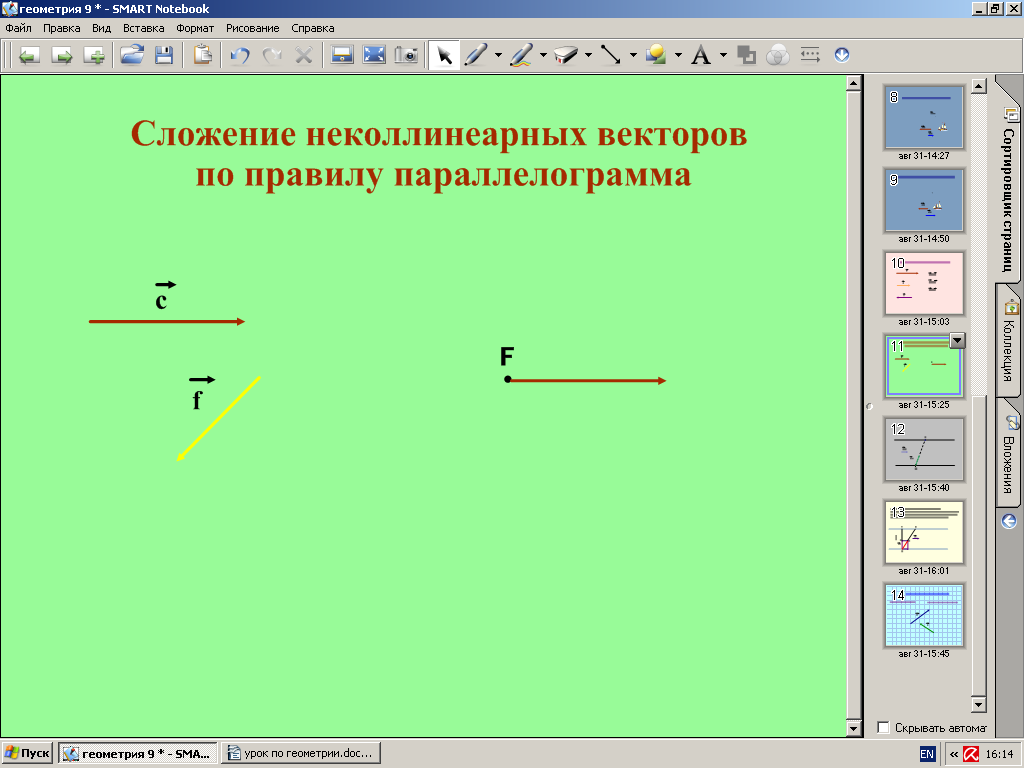 геометрия 9 * - SMART Notebook
Файл Правка Вид Вставка Формат Рисование Справка
Сложение неколлинеарных векторов
по правилу параллелограмма
c
f
F
8
авг 31-14:27
9
авг 31-14:50
10
авг 31-15:03
11
авг 31-15:25
12
авг 31-15:40
13
авг 31-16:01
14
авг 31-15:45
Сортировщик страниц
Коллекция
Вложения
Скрывать автомат
Пуск
геометрия 9 * - SMA...
урок по геометрии.doc...
EN
«
16:14